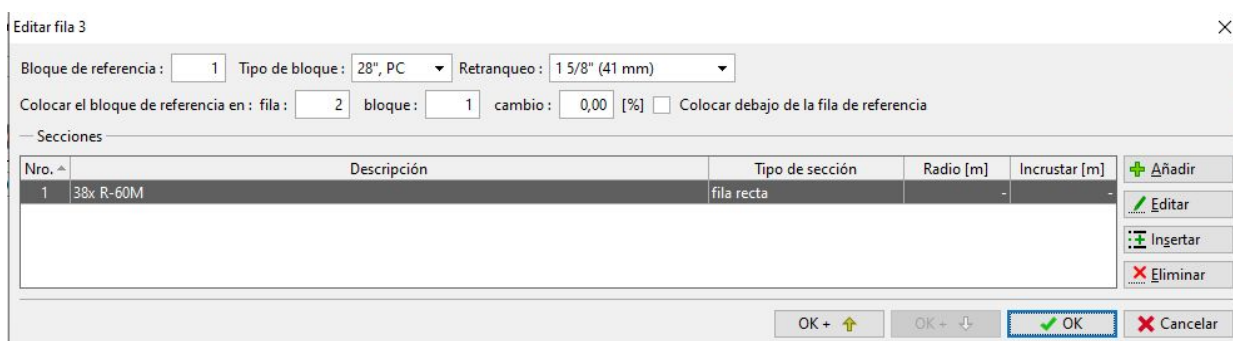 Editar fila 3
Bloque de referencia : 1 Tipo de bloque : 28", PC Retranqueo : 1 5/8" (41 mm)
Colocar el bloque de referencia en : fila : 2 bloque : 1 cambio : 0,00 [%] Colocar debajo de la fila de referencia
Secciones
Nro. Descripción Tipo de sección Radio [m] Incrustar [m]
1 38x R-60M fila recta - -
Añadir
Editar
Insertar
Eliminar
OK + OK + OK Cancelar